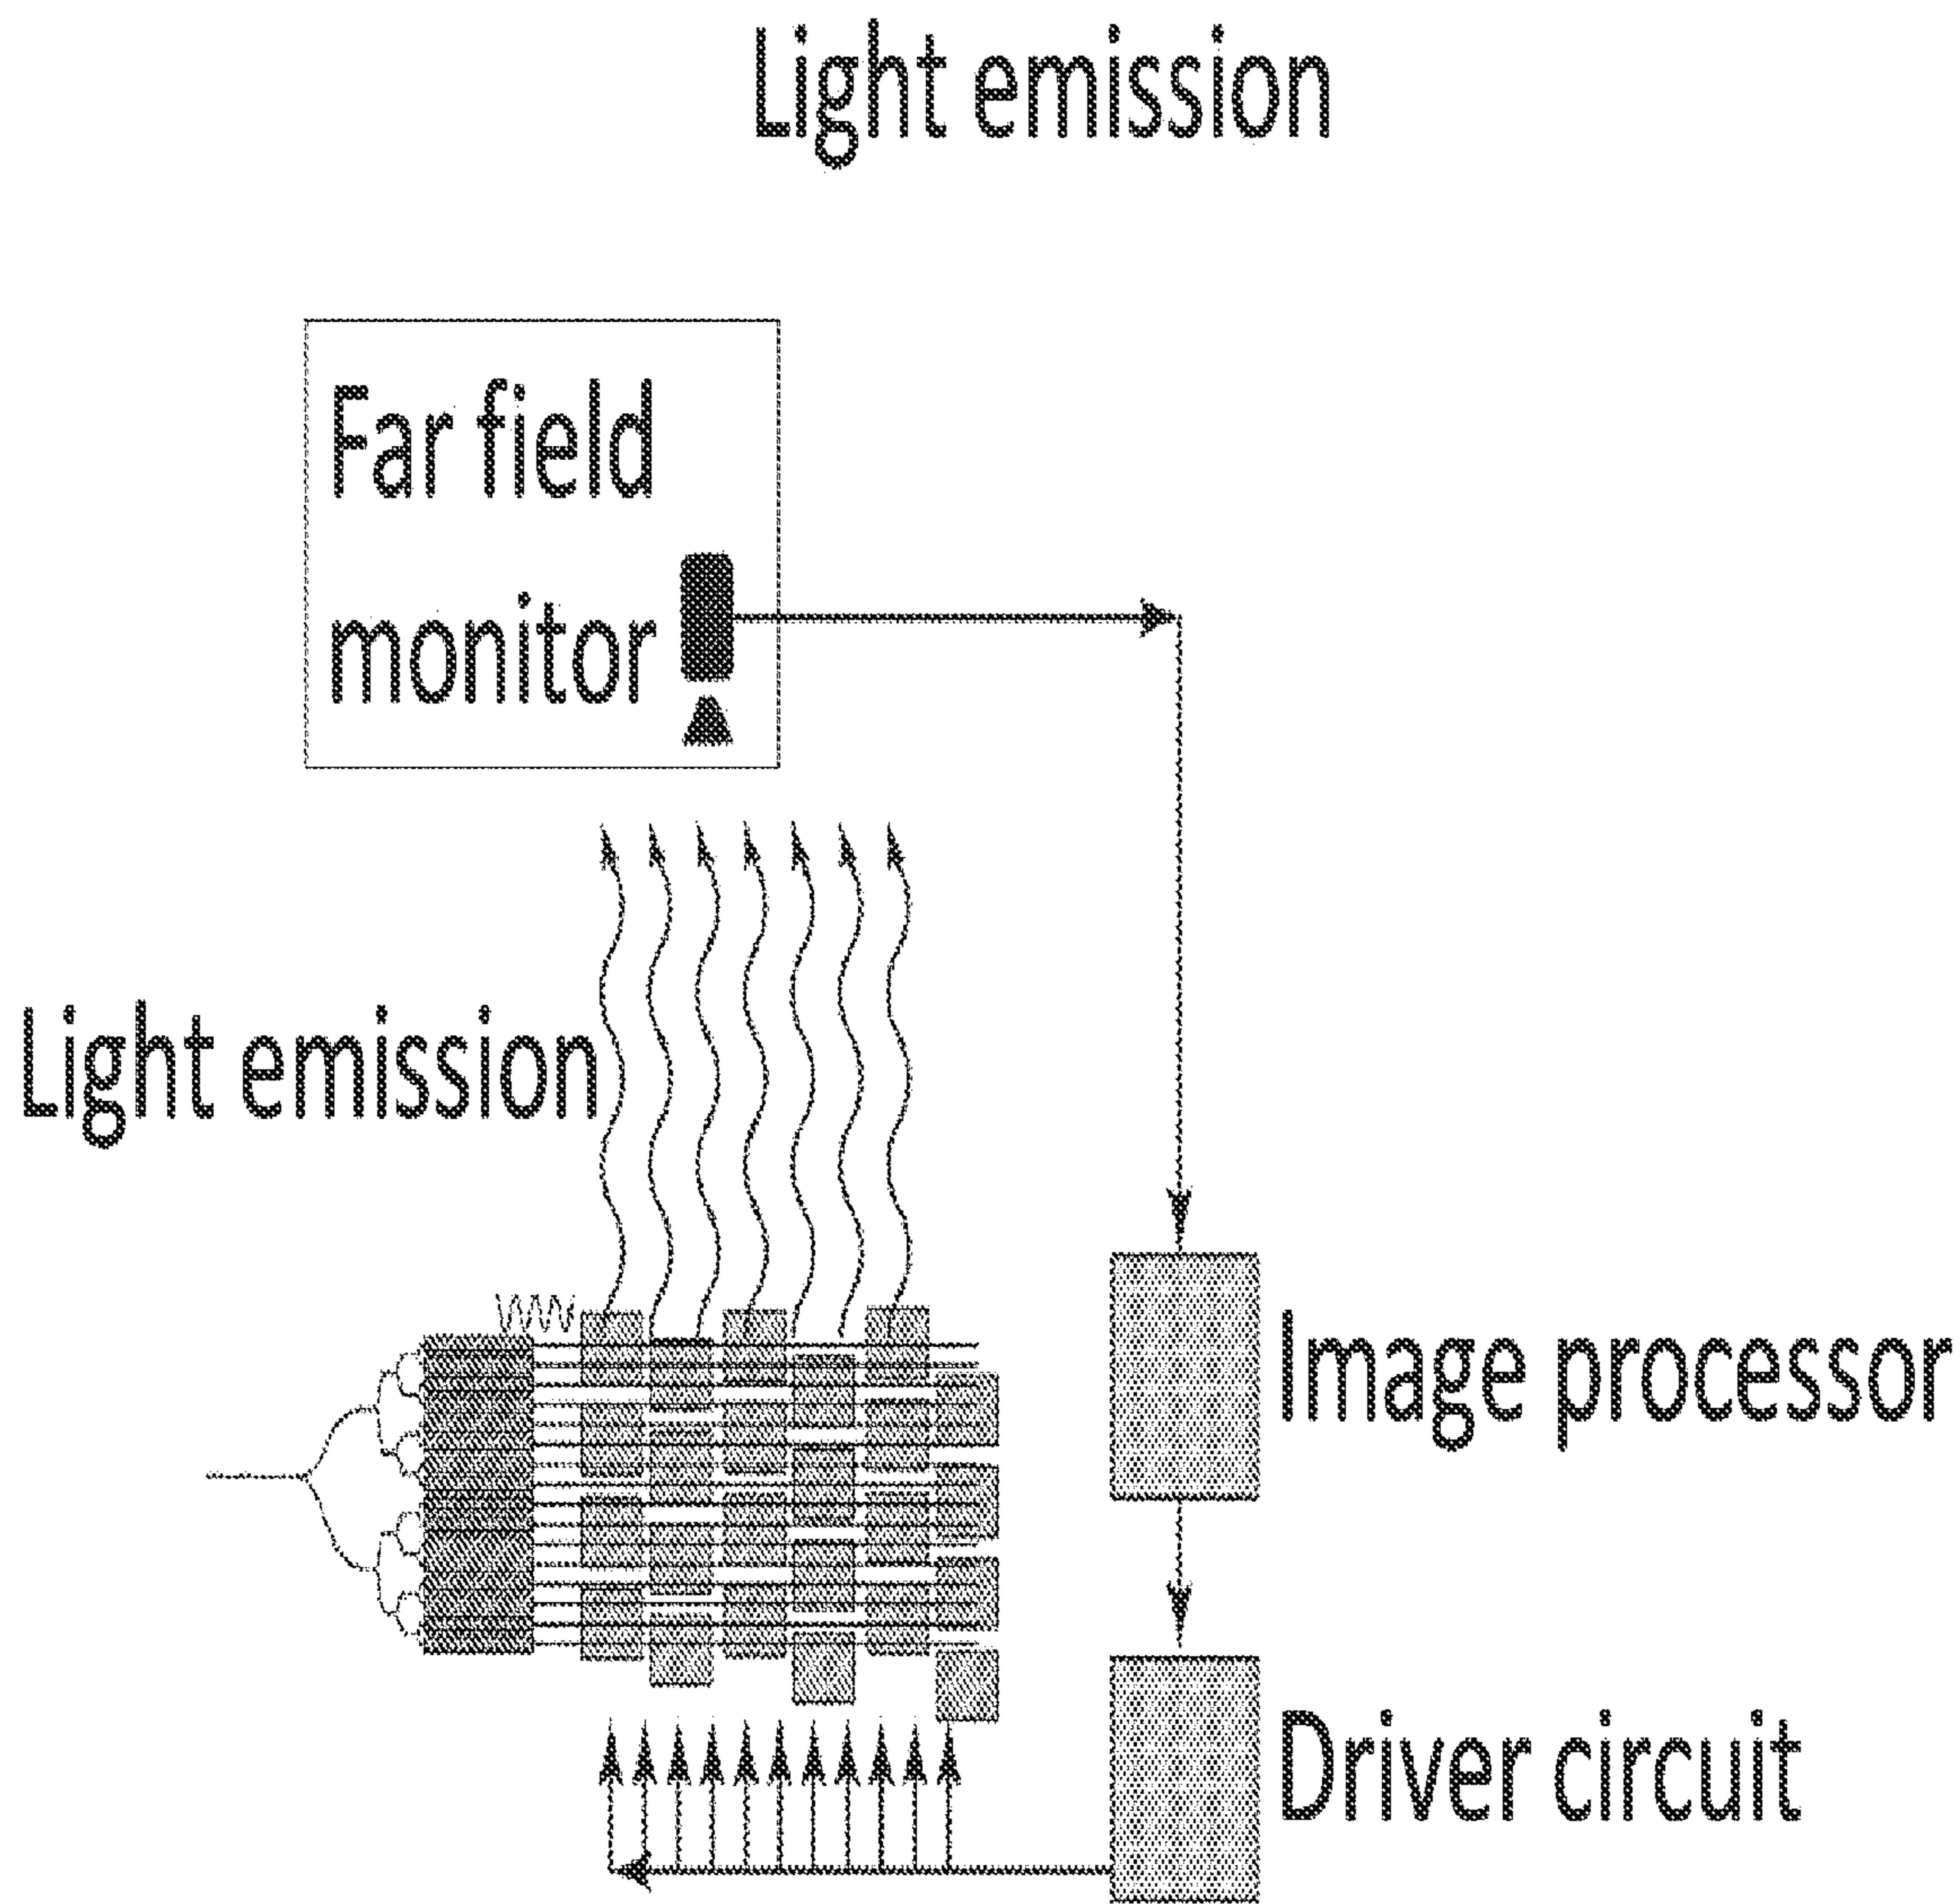 Light emission
Far field
monitor
Light emission
Image processor
Driver circuit